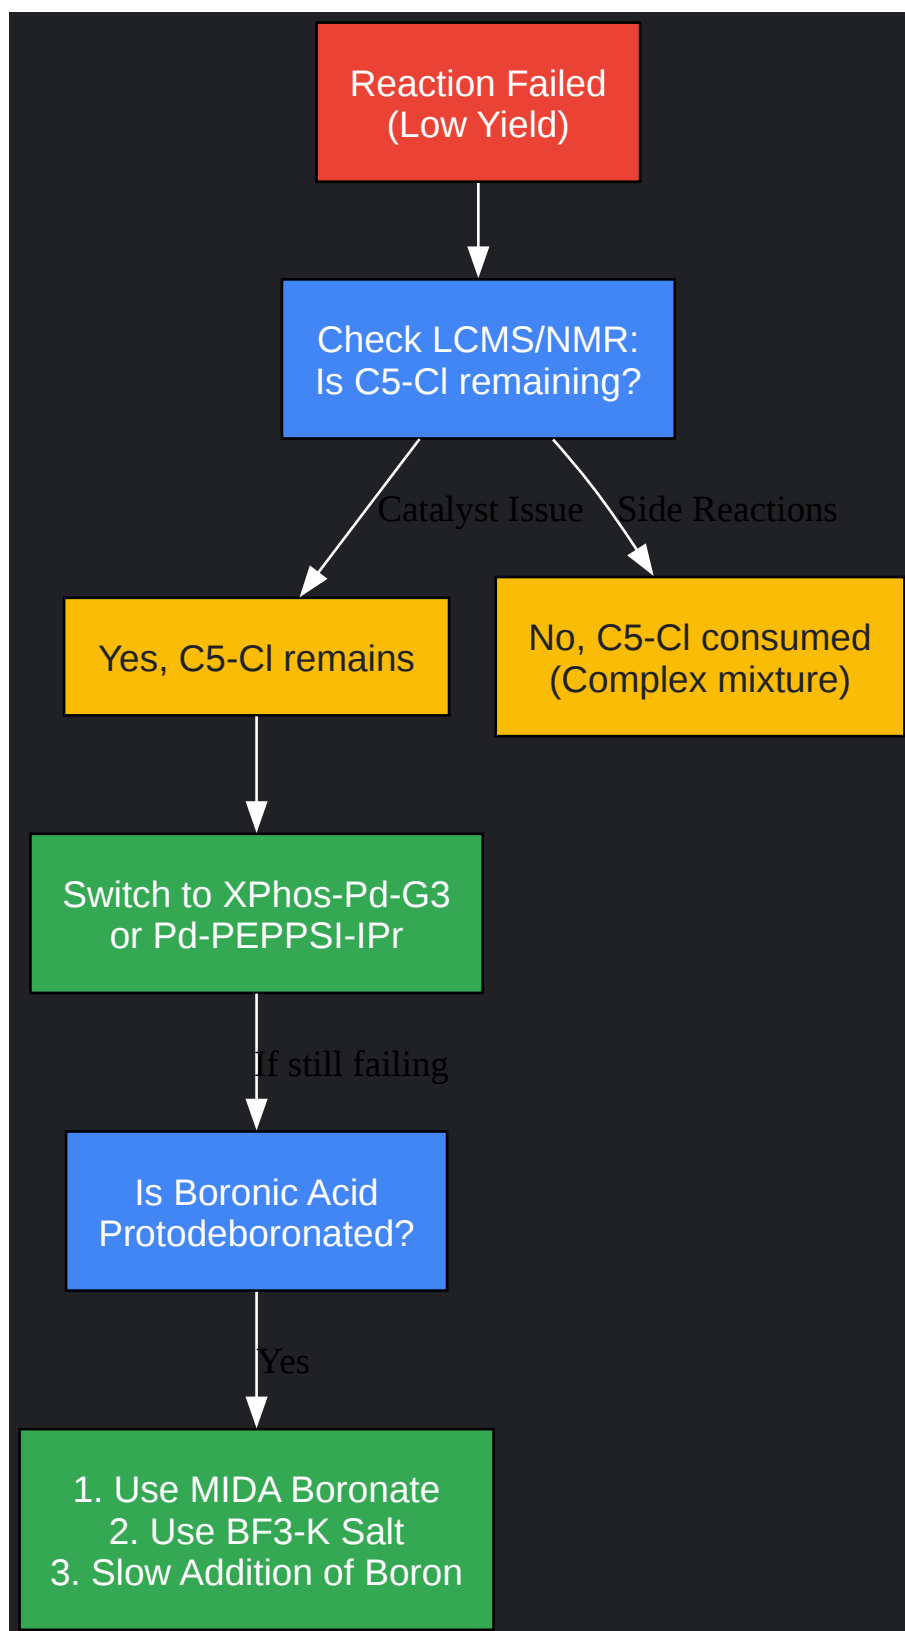 Reaction Failed
(Low Yield)
Check LCMS/NMR:
Is C5-Cl remaining?
Catalyst Issue
Side Reactions
Yes, C5-Cl remains
No, C5-Cl consumed
(Complex mixture)
Switch to XPhos-Pd-G3
or Pd-PEPPSI-IPr
If still failing
Is Boronic Acid
Protodeboronated?
Yes
1. Use MIDA Boronate
2. Use BF3-K Salt
3. Slow Addition of Boron